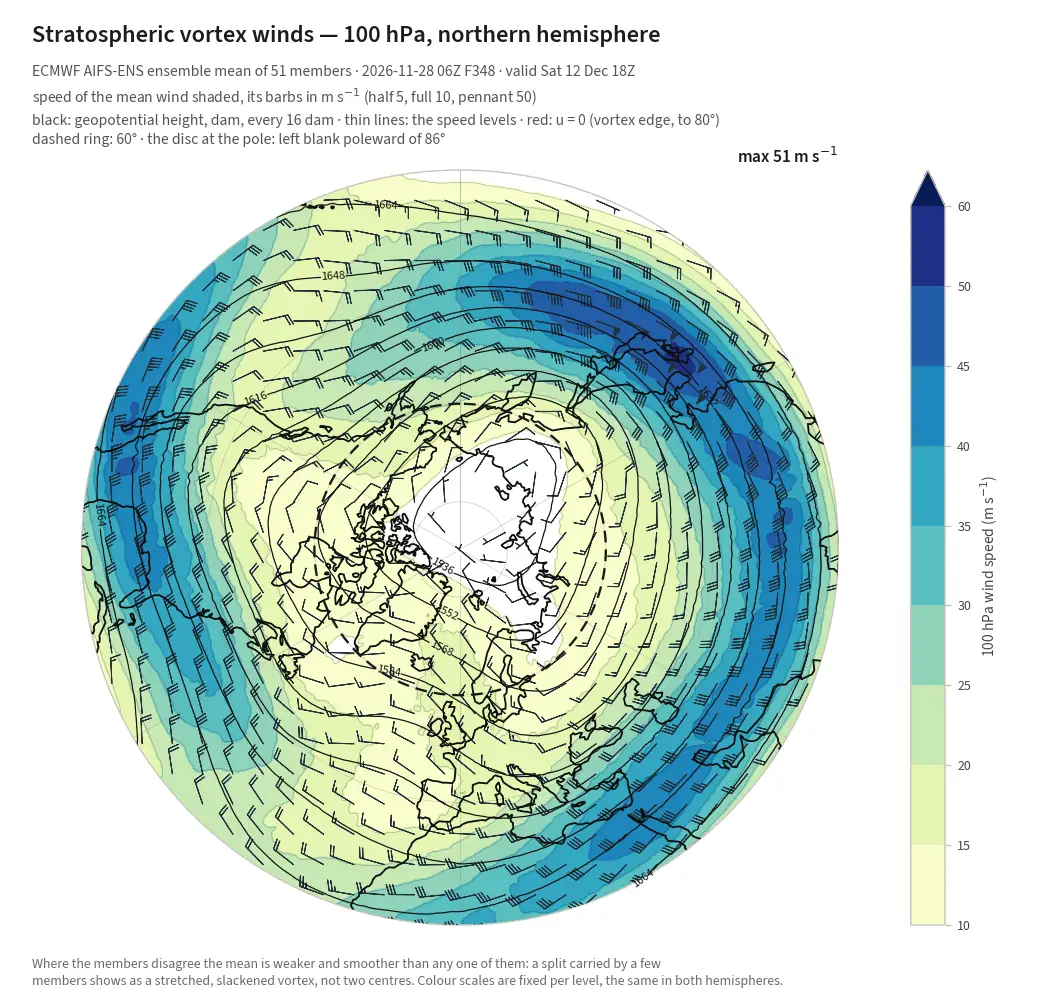 Stratospheric vortex winds — 100 hPa, northern hemisphere
ECMWF AIFS-ENS ensemble mean of 51 members · 2026-11-28 06Z F348 · valid Sat 12 Dec 18Z
speed of the mean wind shaded, its barbs in m s⁻¹ (half 5, full 10, pennant 50)
black: geopotential height, dam, every 16 dam · thin lines: the speed levels · red: u = 0 (vortex edge, to 80°)
dashed ring: 60° · the disc at the pole: left blank poleward of 86°
max 51 m s⁻¹
1664
1648
1616
1664
1536
1552
1568
1584
1664
60
50
45
40
35
30
25
20
15
10
100 hPa wind speed (m s⁻¹)
Where the members disagree the mean is weaker and smoother than any one of them: a split carried by a few
members shows as a stretched, slackened vortex, not two centres. Colour scales are fixed per level, the same in both hemispheres.